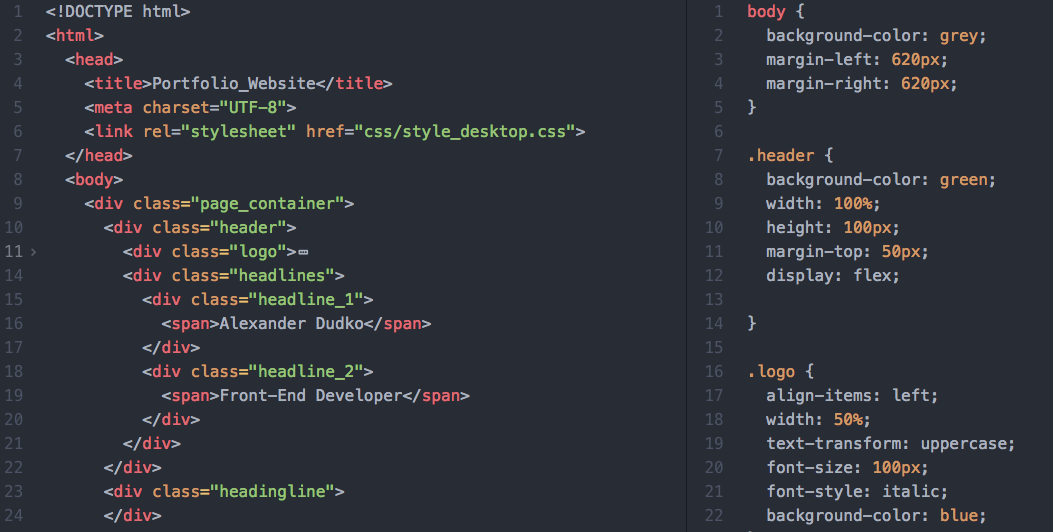 1 <!DOCTYPE html>
2 <html>
3 <head>
4 <title>Portfolio_Website</title>
5 <meta charset="UTF-8">
6 <link rel="stylesheet" href="css/style_desktop.css">
7 </head>
8 <body>
9 <div class="page_container">
10 <div class="header">
11 <div class="logo">
14 <div class="headlines">
15 <div class="headline_1">
16 <span>Alexander Dudko</span>
17 </div>
18 <div class="headline_2">
19 <span>Front-End Developer</span>
20 </div>
21 </div>
22 </div>
23 <div class="headingline">
24 </div>
1 body {
2 background-color: grey;
3 margin-left: 620px;
4 margin-right: 620px;
5 }
6
7 .header {
8 background-color: green;
9 width: 100%;
10 height: 100px;
11 margin-top: 50px;
12 display: flex;
13
14 }
15
16 .logo {
17 align-items: left;
18 width: 50%;
19 text-transform: uppercase;
20 font-size: 100px;
21 font-style: italic;
22 background-color: blue;